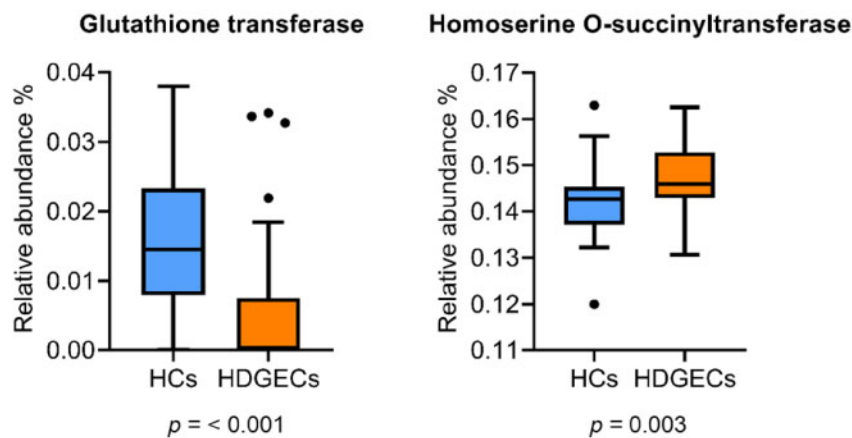 Glutathione transferase
Relative abundance %
0.04
0.03
0.02
0.01
0.00
HCs HDGECs
p = < 0.001
Homoserine O-succinyltransferase
Relative abundance %
0.17
0.16
0.15
0.14
0.13
0.12
0.11
HCs HDGECs
p = 0.003